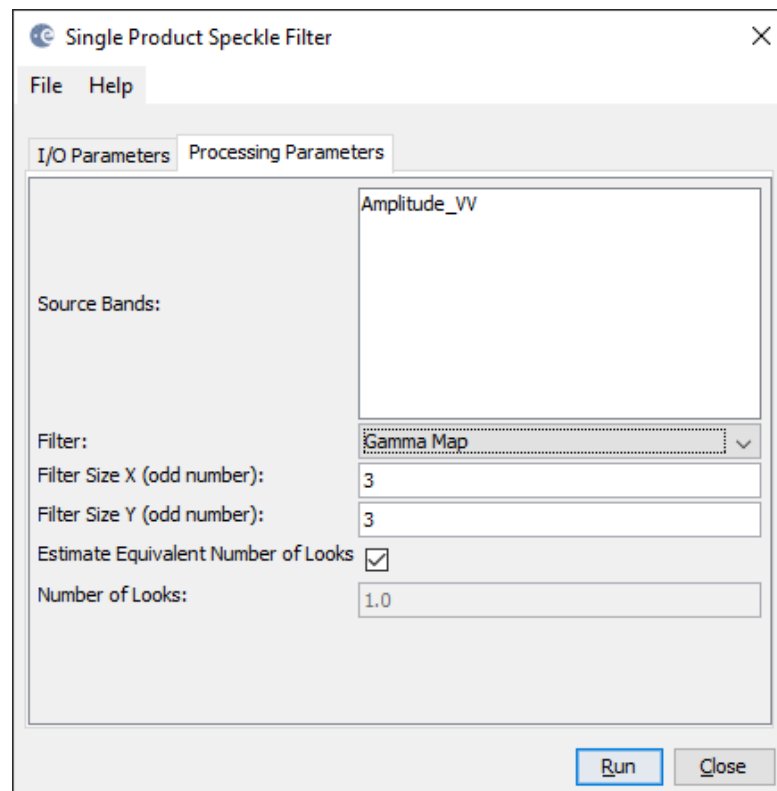 Single Product Speckle Filter
File Help
I/O Parameters Processing Parameters
Source Bands:
Amplitude_VV
Filter: Gamma Map
Filter Size X (odd number): 3
Filter Size Y (odd number): 3
Estimate Equivalent Number of Looks
Number of Looks: 1.0
Run Close